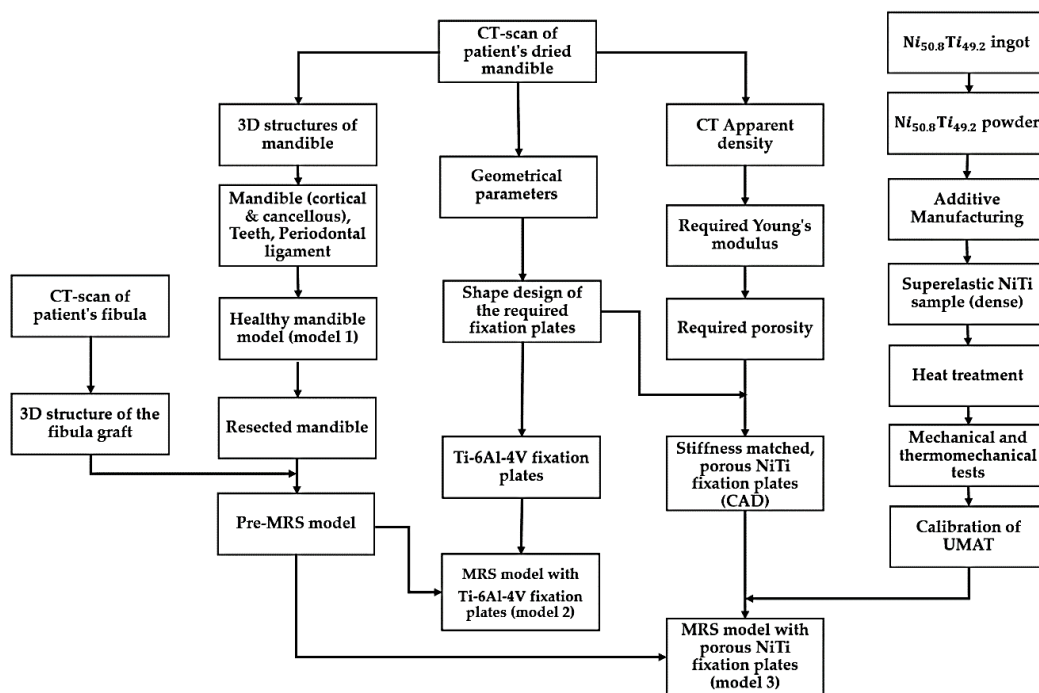 CT-scan of
patient's dried
mandible
3D structures of
mandible
Mandible (cortical
& cancellous),
Teeth, Periodontal
ligament
Healthy mandible
model (model 1)
Resected mandible
CT-scan of
patient's fibula
3D structure of the
fibula graft
Pre-MRS model
Geometrical
parameters
Shape design of
the required
fixation plates
Ti-6Al-4V fixation
plates
MRS model with
Ti-6Al-4V fixation
plates (model 2)
CT Apparent
density
Required Young's
modulus
Required porosity
Stiffness matched,
porous NiTi
fixation plates
(CAD)
MRS model with
porous NiTi
fixation plates
(model 3)
Ni50.8Ti49.2 ingot
Ni50.8Ti49.2 powder
Additive
Manufacturing
Superelastic NiTi
sample (dense)
Heat treatment
Mechanical and
thermomechanical
tests
Calibration of
UMAT